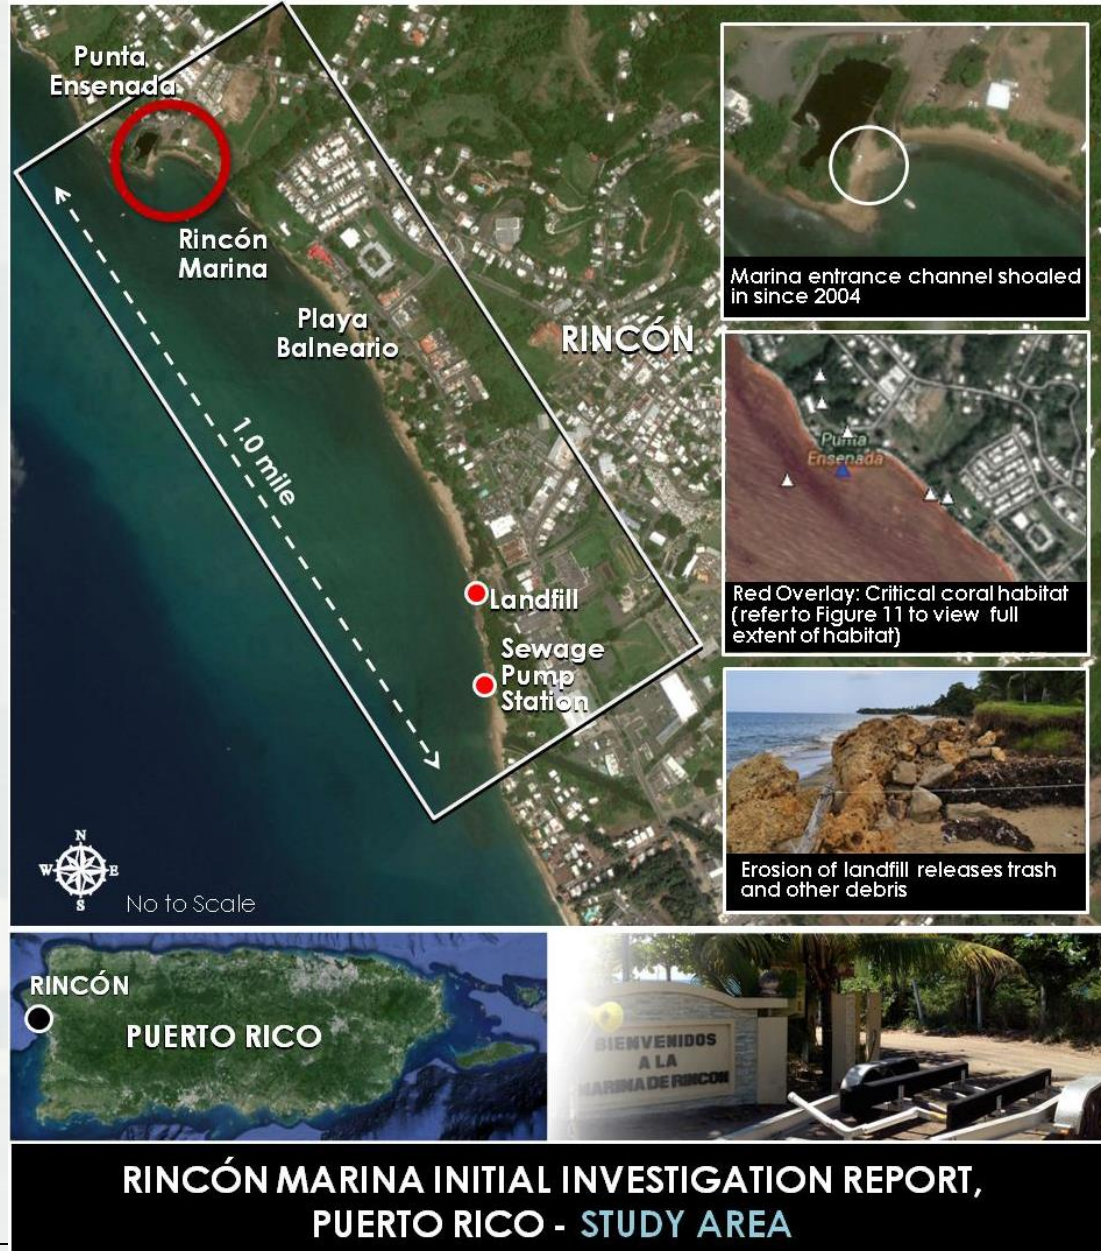 Punta
Ensenada
Rincón
Marina
Playa
Balneario
RINCÓN
1.0 mile
Landfill
Sewage
Pump
Station
N
W E
S
No to Scale
Marina entrance channel shoaled
in since 2004
Punta
Ensenada
Red Overlay: Critical coral habitat
(refer to Figure 11 to view full
extent of habitat)
Erosion of landfill releases trash
and other debris
RINCÓN
PUERTO RICO
BIENVENIDOS
A LA
MARINA DE RINCON
RINCÓN MARINA INITIAL INVESTIGATION REPORT,
PUERTO RICO - STUDY AREA